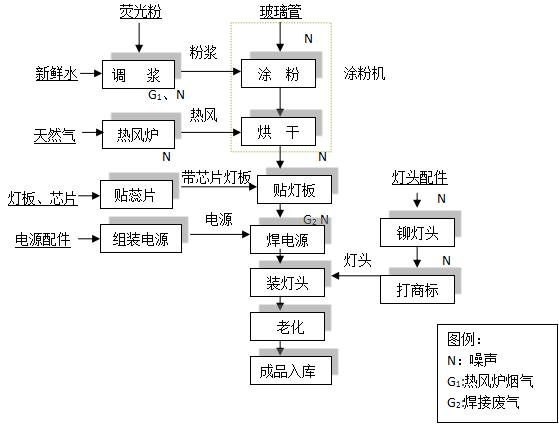 荧光粉
玻璃管
N
粉浆
新鲜水
调 浆
涂 粉
涂粉机
G₁、N
热风
天然气
热风炉
烘 干
N
N
带芯片灯板
灯头配件
灯板、芯片
贴蕊片
贴灯板
N
电源
G₂ N
铆灯头
电源配件
组装电源
焊电源
灯头
N
装灯头
打商标
老化
图例：
N：噪声
G₁:热风炉烟气
G₂:焊接废气
成品入库